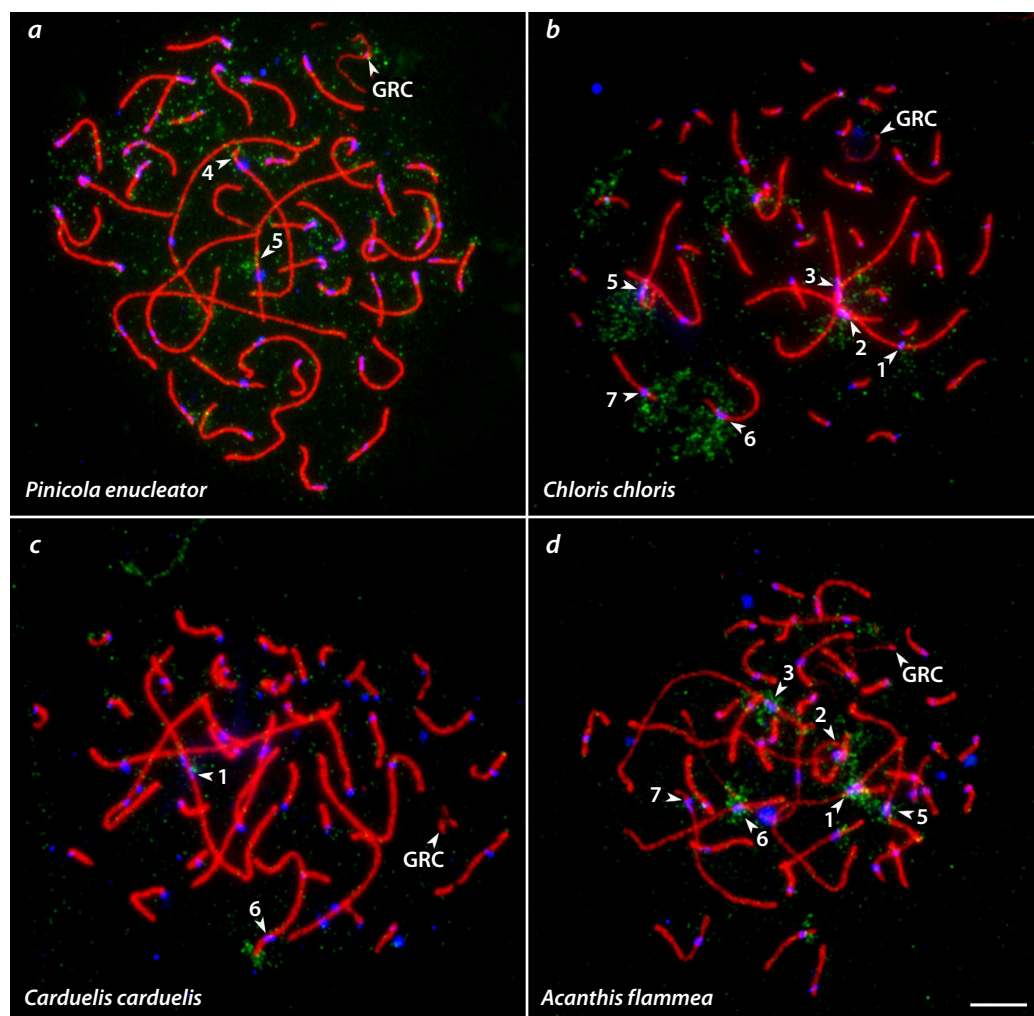 a
GRC
4
5
Pinicola enucleator
b
GRC
3
5
2
1
7
6
Chloris chloris
c
1
GRC
6
Carduelis carduelis
d
GRC
3
2
7
6
1
5
Acanthis flammea